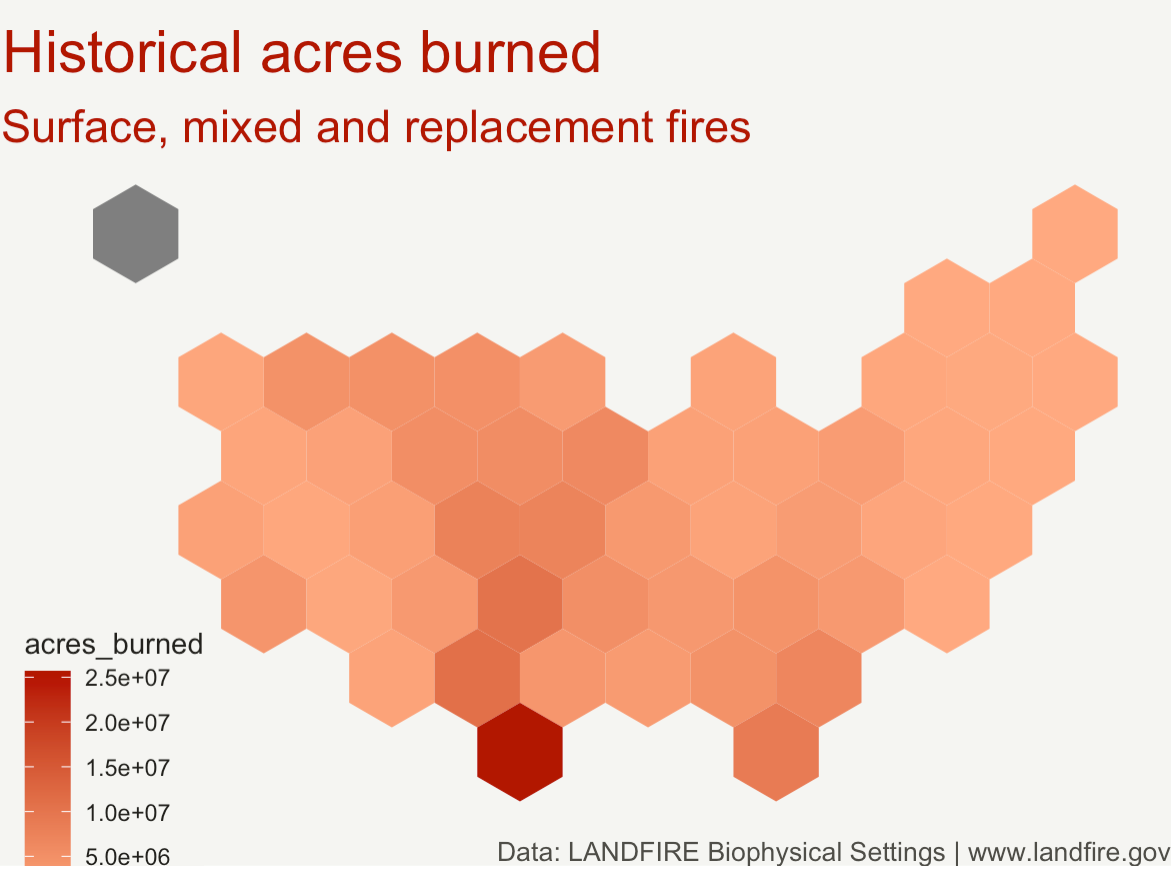 Historical acres burned
Surface, mixed and replacement fires
acres_burned
2.5e+07
2.0e+07
1.5e+07
1.0e+07
5.0e+06
Data: LANDFIRE Biophysical Settings | www.landfire.gov